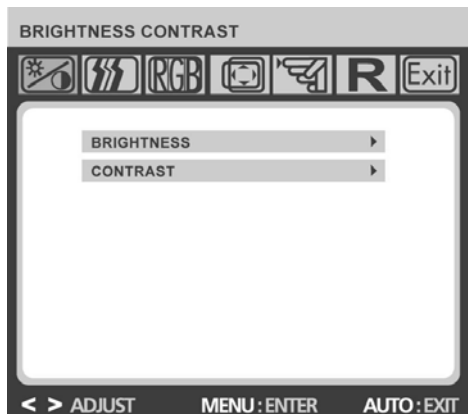 BRIGHTNESS CONTRAST
RGB R Exit
BRIGHTNESS
CONTRAST
< > ADJUST MENU : ENTER AUTO : EXIT